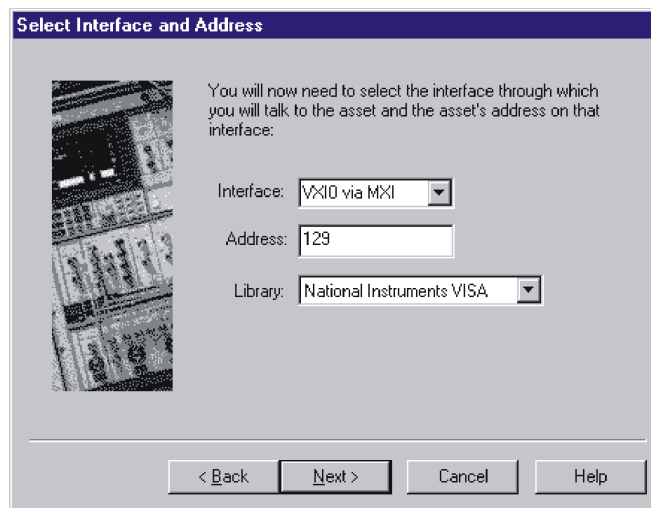 Select Interface and Address
You will now need to select the interface through which
you will talk to the asset and the asset's address on that
interface:
Interface: VXI0 via MXI
Address: 129
Library: National Instruments VISA
< Back Next > Cancel Help